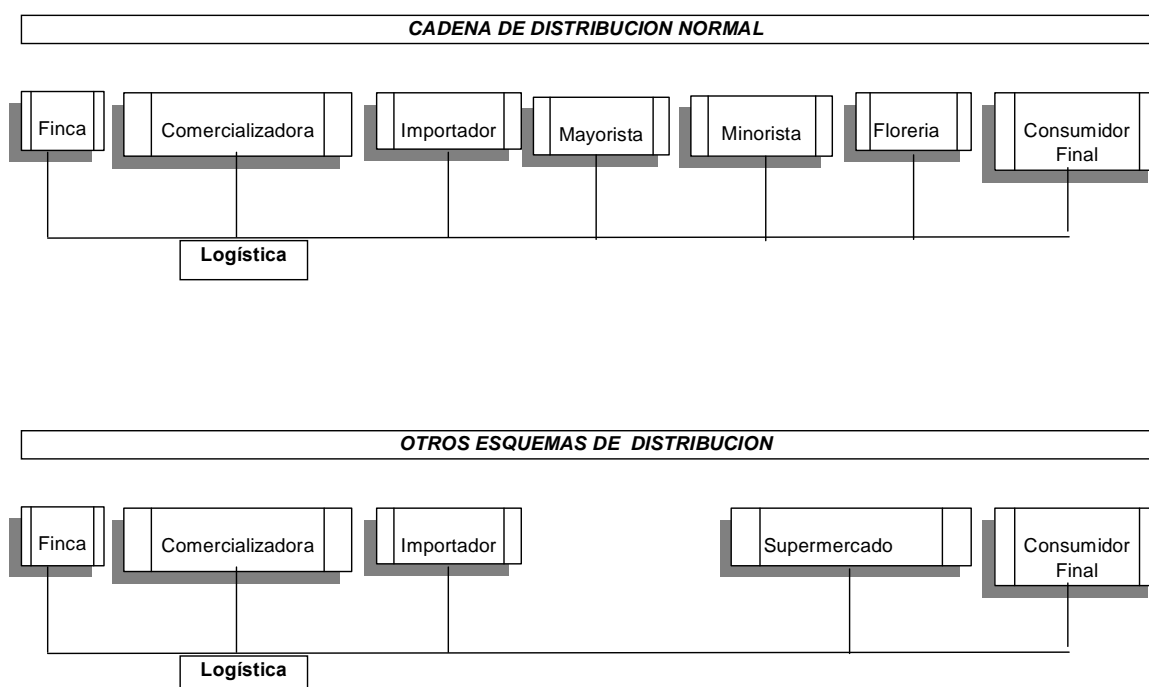 CADENA DE DISTRIBUCION NORMAL
Finca
Comercializadora
Importador
Mayorista
Minorista
Floreria
Consumidor
Final
Logística
OTROS ESQUEMAS DE DISTRIBUCION
Finca
Comercializadora
Importador
Supermercado
Consumidor
Final
Logística